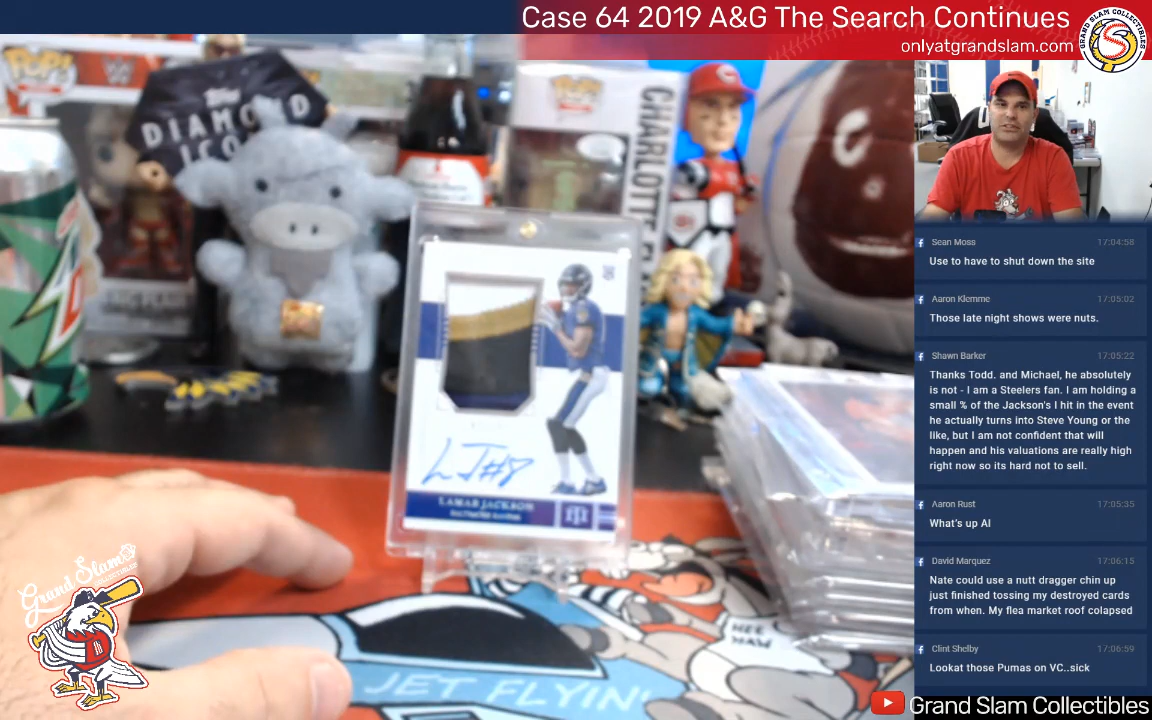 Case 64 2019 A&G The Search Continues
onlyatgrandslam.com
GRAND SLAM COLLECTIBLES
POP!
topps
DIAMOND
POP!
CHARLOTTE
LJ#8
LAMAR JACKSON
HEE
HAW
JET FLYIN'
Grand Slam
Sean Moss 17:04:58
Use to have to shut down the site
Aaron Klemme 17:05:02
Those late night shows were nuts.
Shawn Barker 17:05:22
Thanks Todd. and Michael, he absolutely
is not - I am a Steelers fan. I am holding a
small % of the Jackson's I hit in the event
he actually turns into Steve Young or the
like, but I am not confident that will
happen and his valuations are really high
right now so its hard not to sell.
Aaron Rust 17:05:35
What's up Al
David Marquez 17:06:15
Nate could use a nutt dragger chin up
just finished tossing my destroyed cards
from when. My flea market roof colapsed
Clint Shelby 17:06:59
Lookat those Pumas on VC..sick
Grand Slam Collectibles